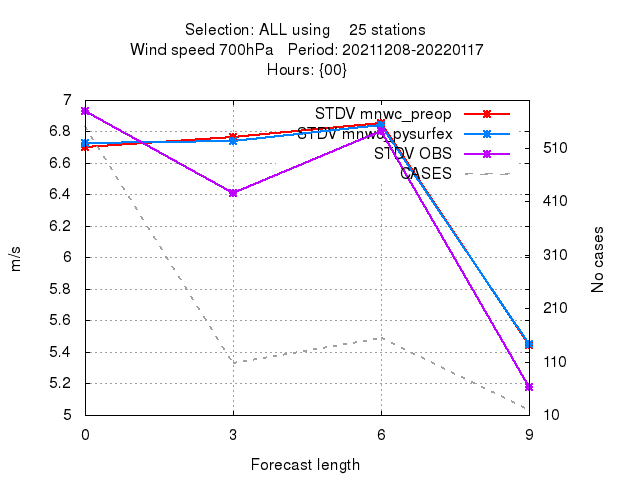 Selection: ALL using 25 stations
Wind speed 700hPa Period: 20211208-20220117
Hours: {00}
STDV mnwc_preop
STDV mnwc_pysurfex
STDV OBS
CASES
7
6.8
6.6
6.4
6.2
6
5.8
5.6
5.4
5.2
5
510
410
310
210
110
10
0 3 6 9
m/s
No cases
Forecast length